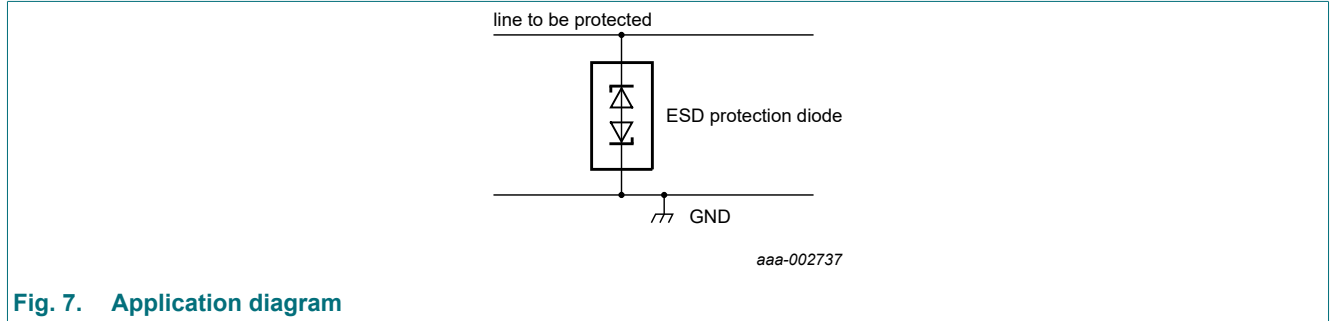 line to be protected
ESD protection diode
GND
aaa-002737
Fig. 7. Application diagram